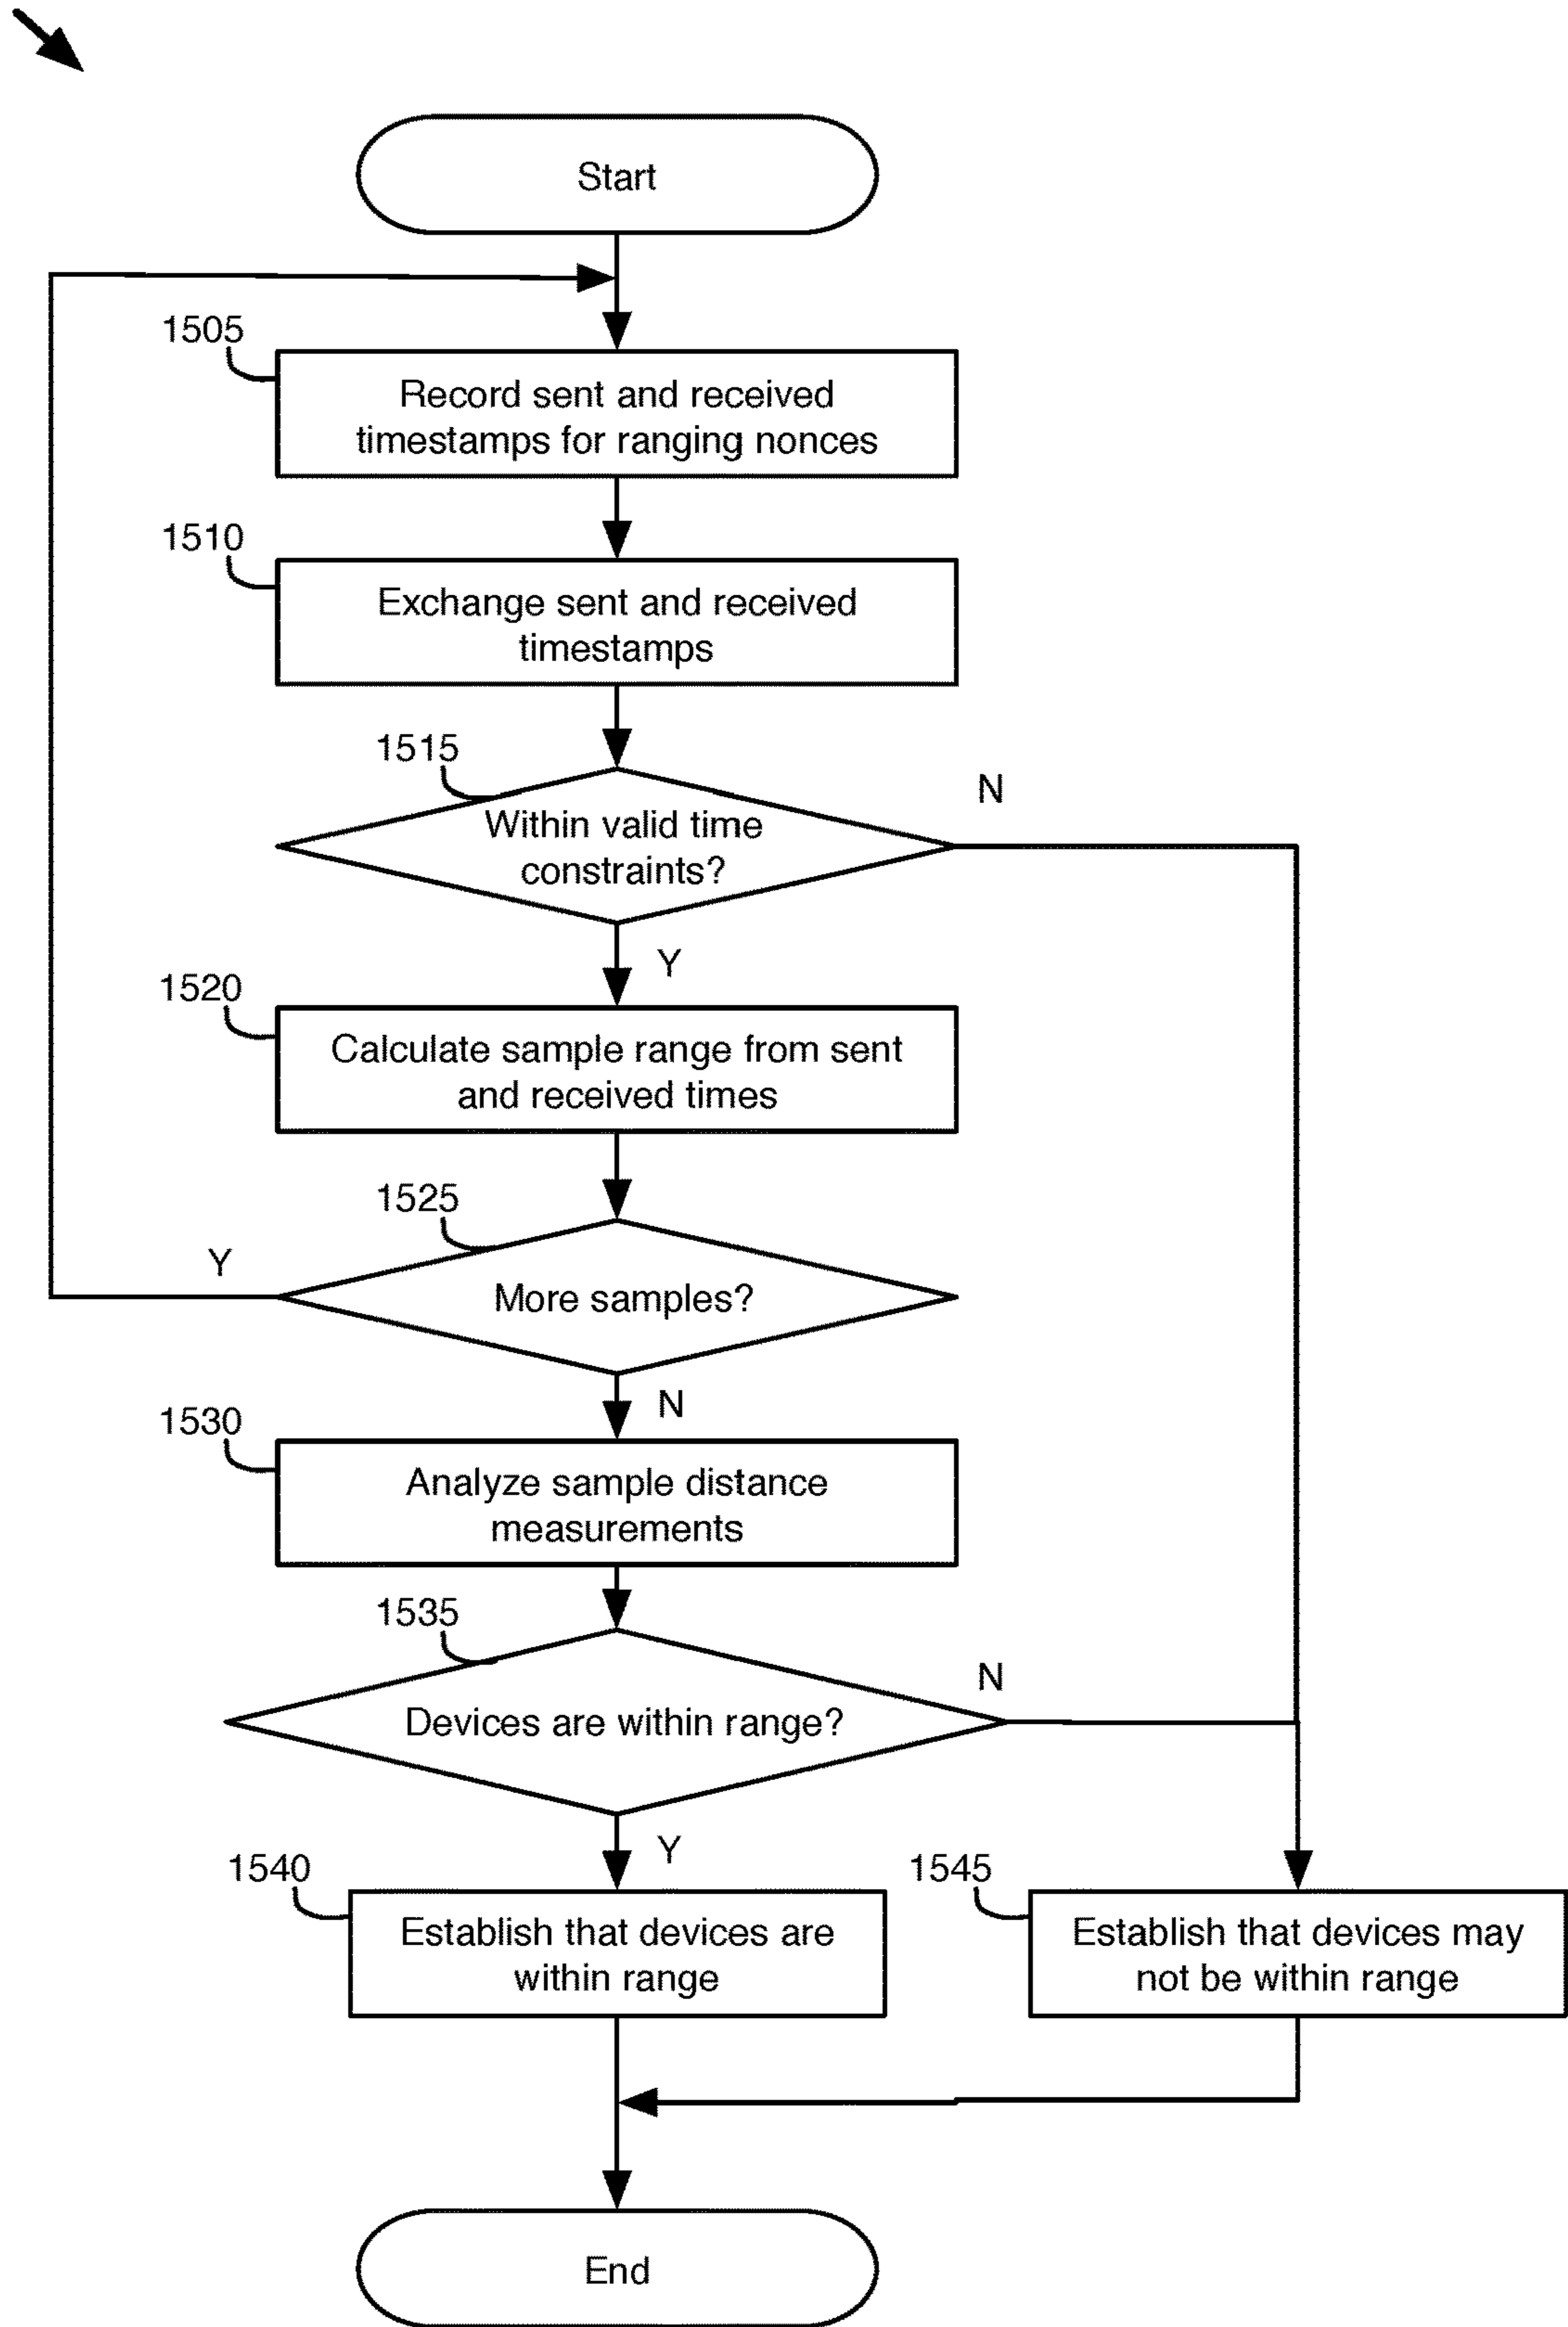 Start
1505
Record sent and received
timestamps for ranging nonces
1510
Exchange sent and received
timestamps
1515
N
Within valid time
constraints?
Y
1520
Calculate sample range from sent
and received times
1525
Y
More samples?
N
1530
Analyze sample distance
measurements
1535
N
Devices are within range?
Y
1540
Establish that devices are
within range
1545
Establish that devices may
not be within range
End